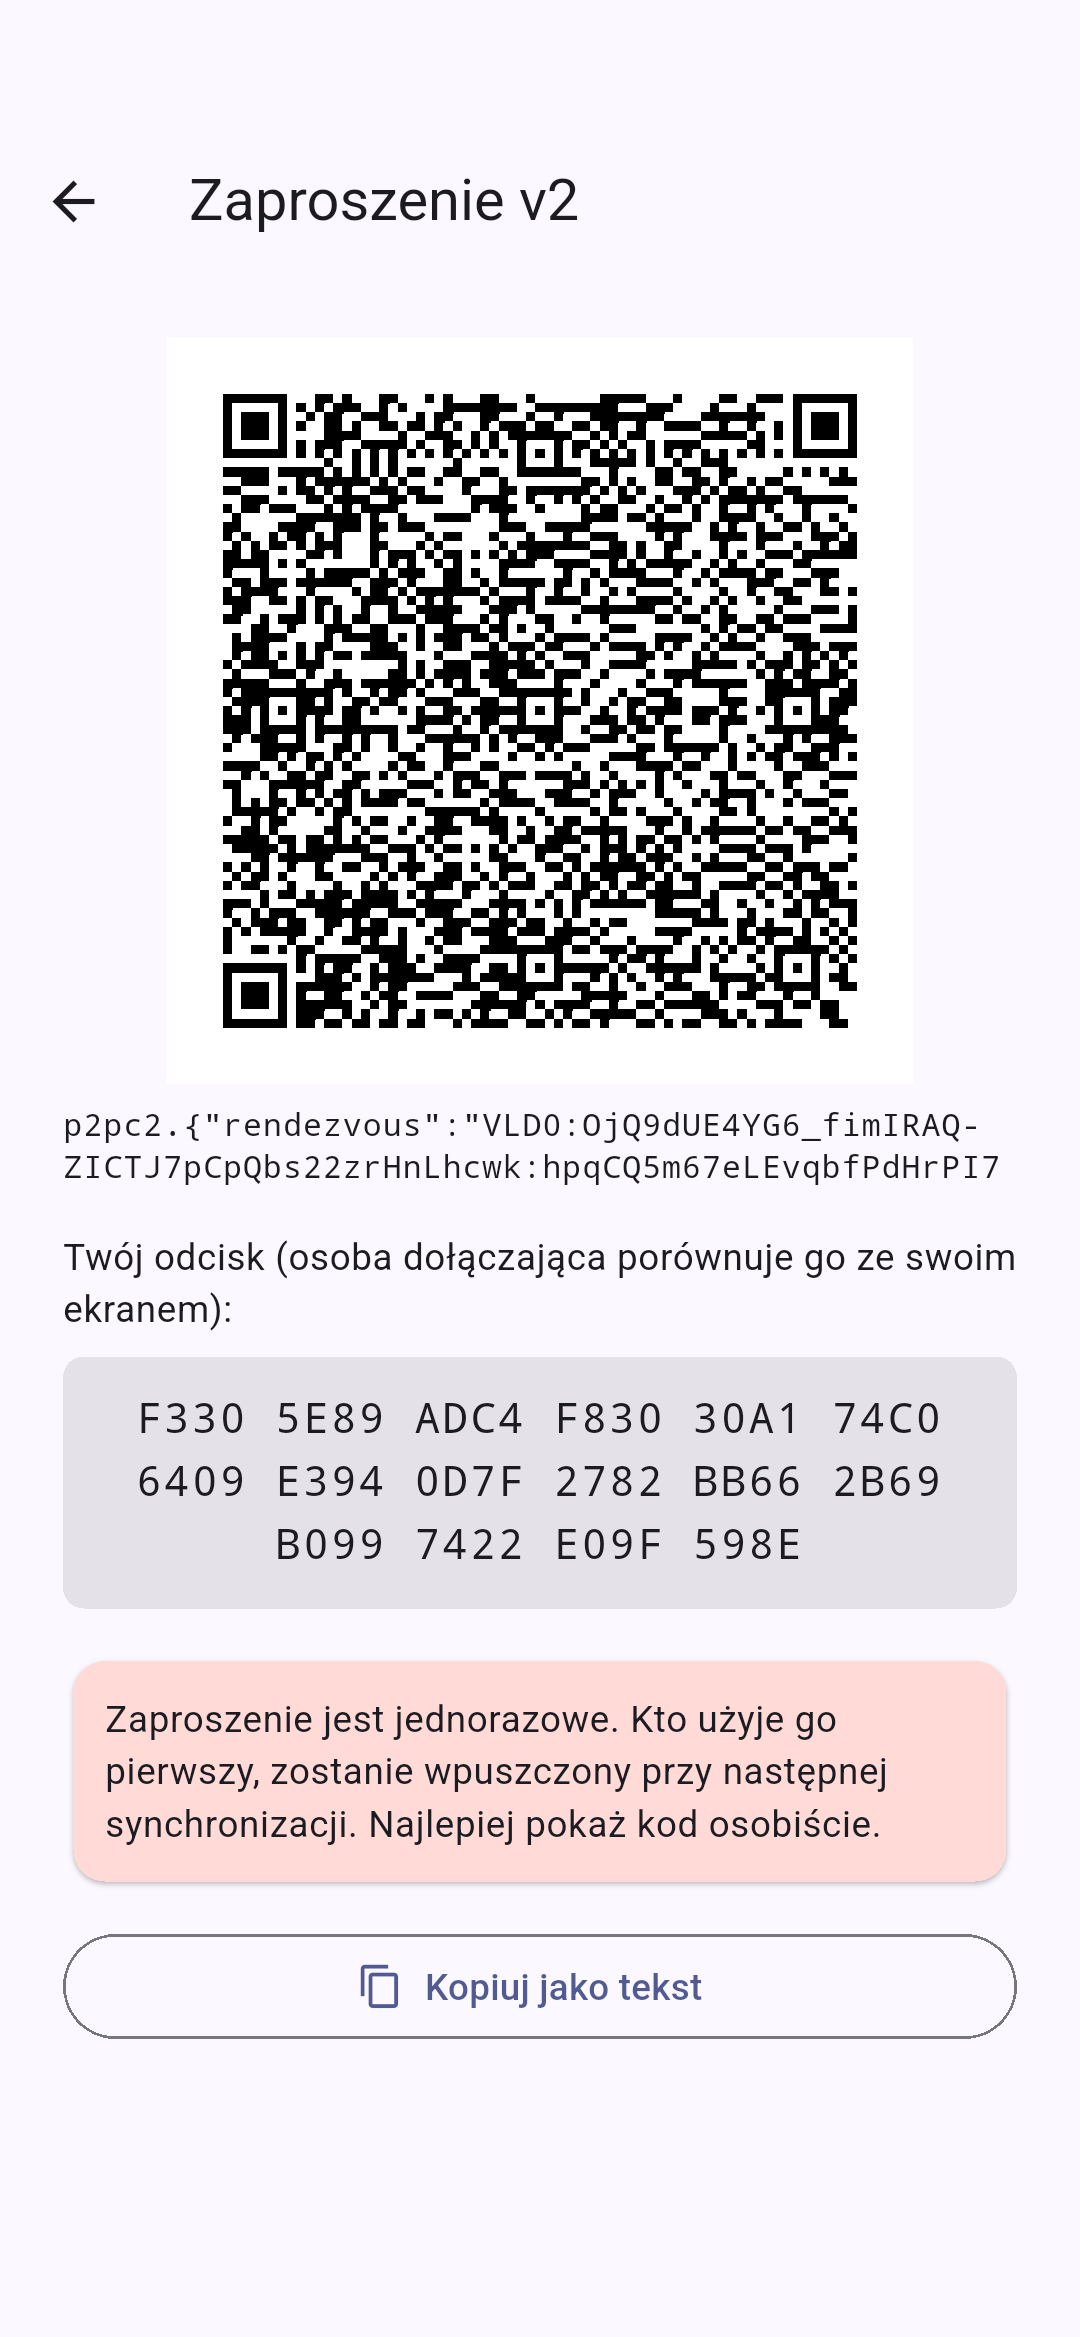 Zaproszenie v2
p2pc2.{"rendezvous":"VLD0:OjQ9dUE4YG6_fimIRAQ-
ZICTJ7pCpQbs22zrHnLhcwk:hpqCQ5m67eLEvqbfPdHrPI7
Twój odcisk (osoba dołączająca porównuje go ze swoim
ekranem):
F330 5E89 ADC4 F830 30A1 74C0
6409 E394 0D7F 2782 BB66 2B69
B099 7422 E09F 598E
Zaproszenie jest jednorazowe. Kto użyje go
pierwszy, zostanie wpuszczony przy następnej
synchronizacji. Najlepiej pokaż kod osobiście.
Kopiuj jako tekst